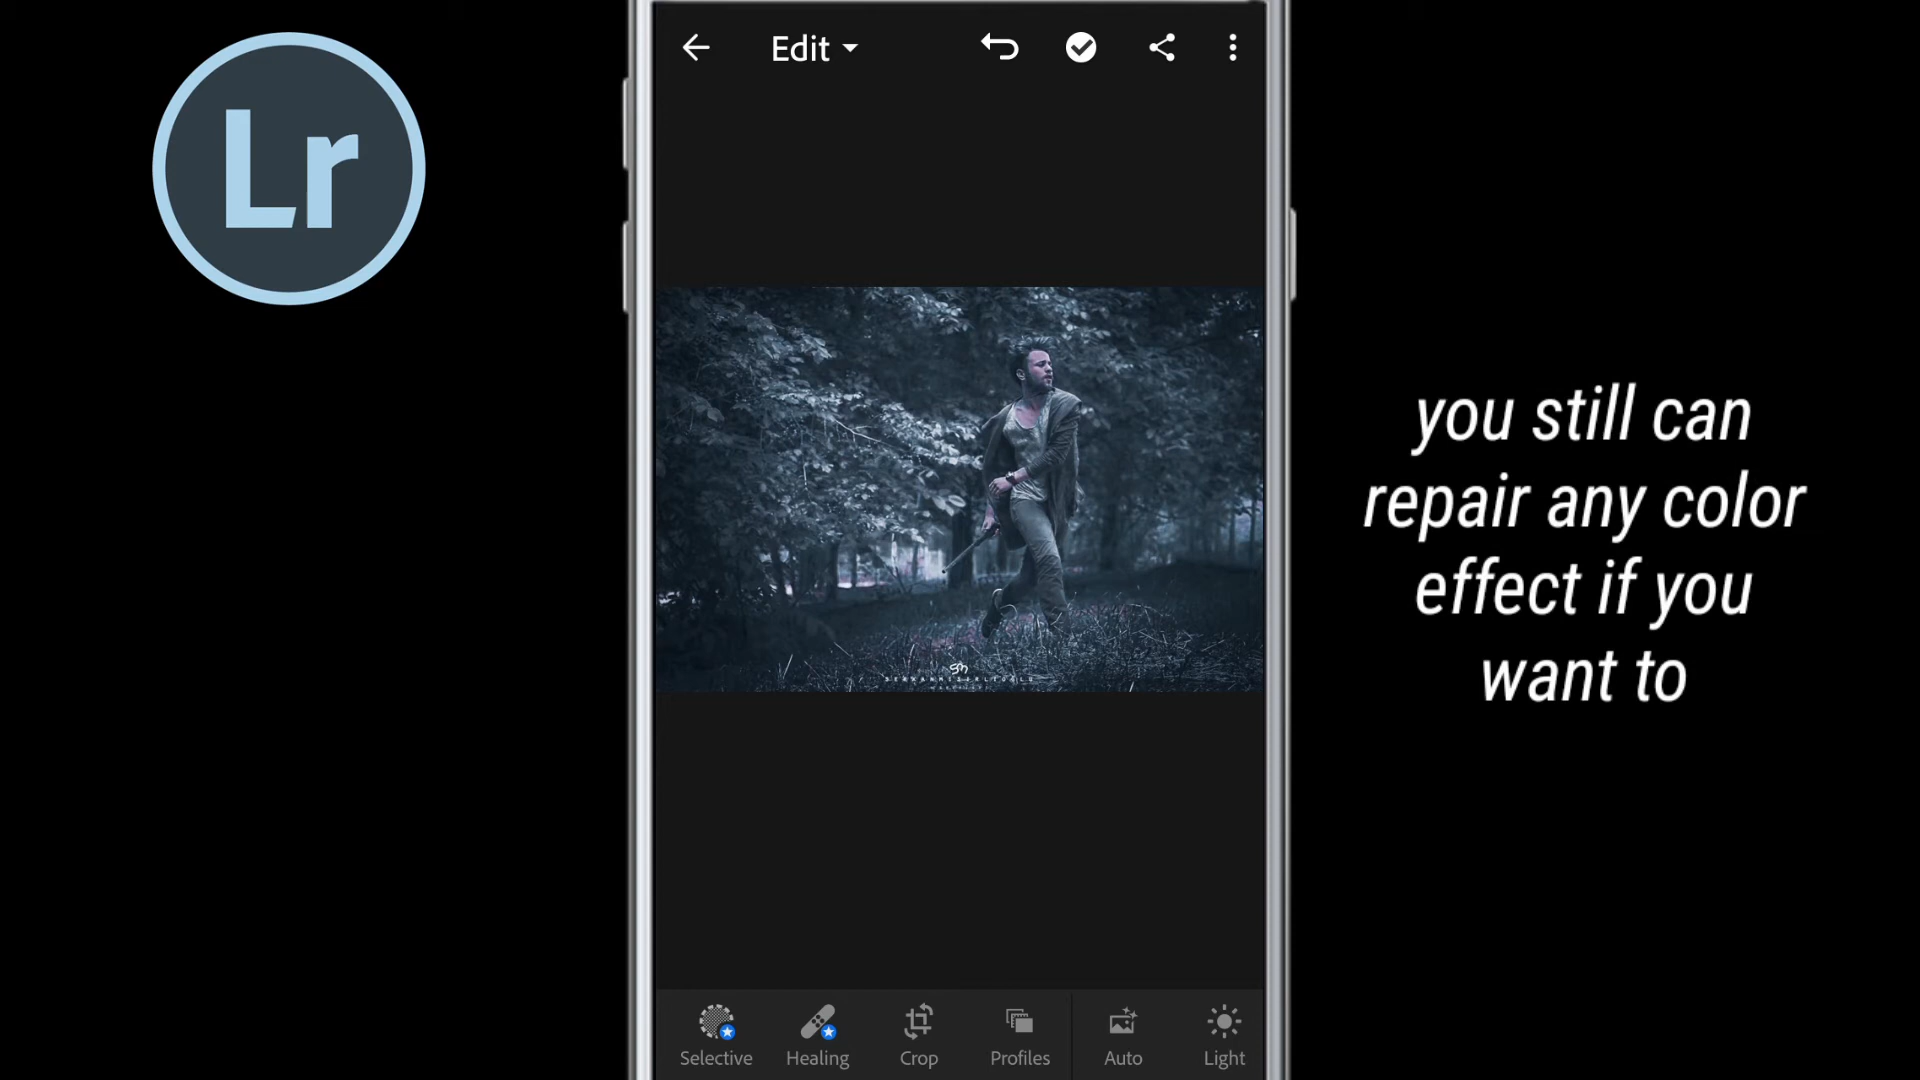 Lr
Edit
you still can
repair any color
effect if you
want to
Selective
Healing
Crop
Profiles
Auto
Light